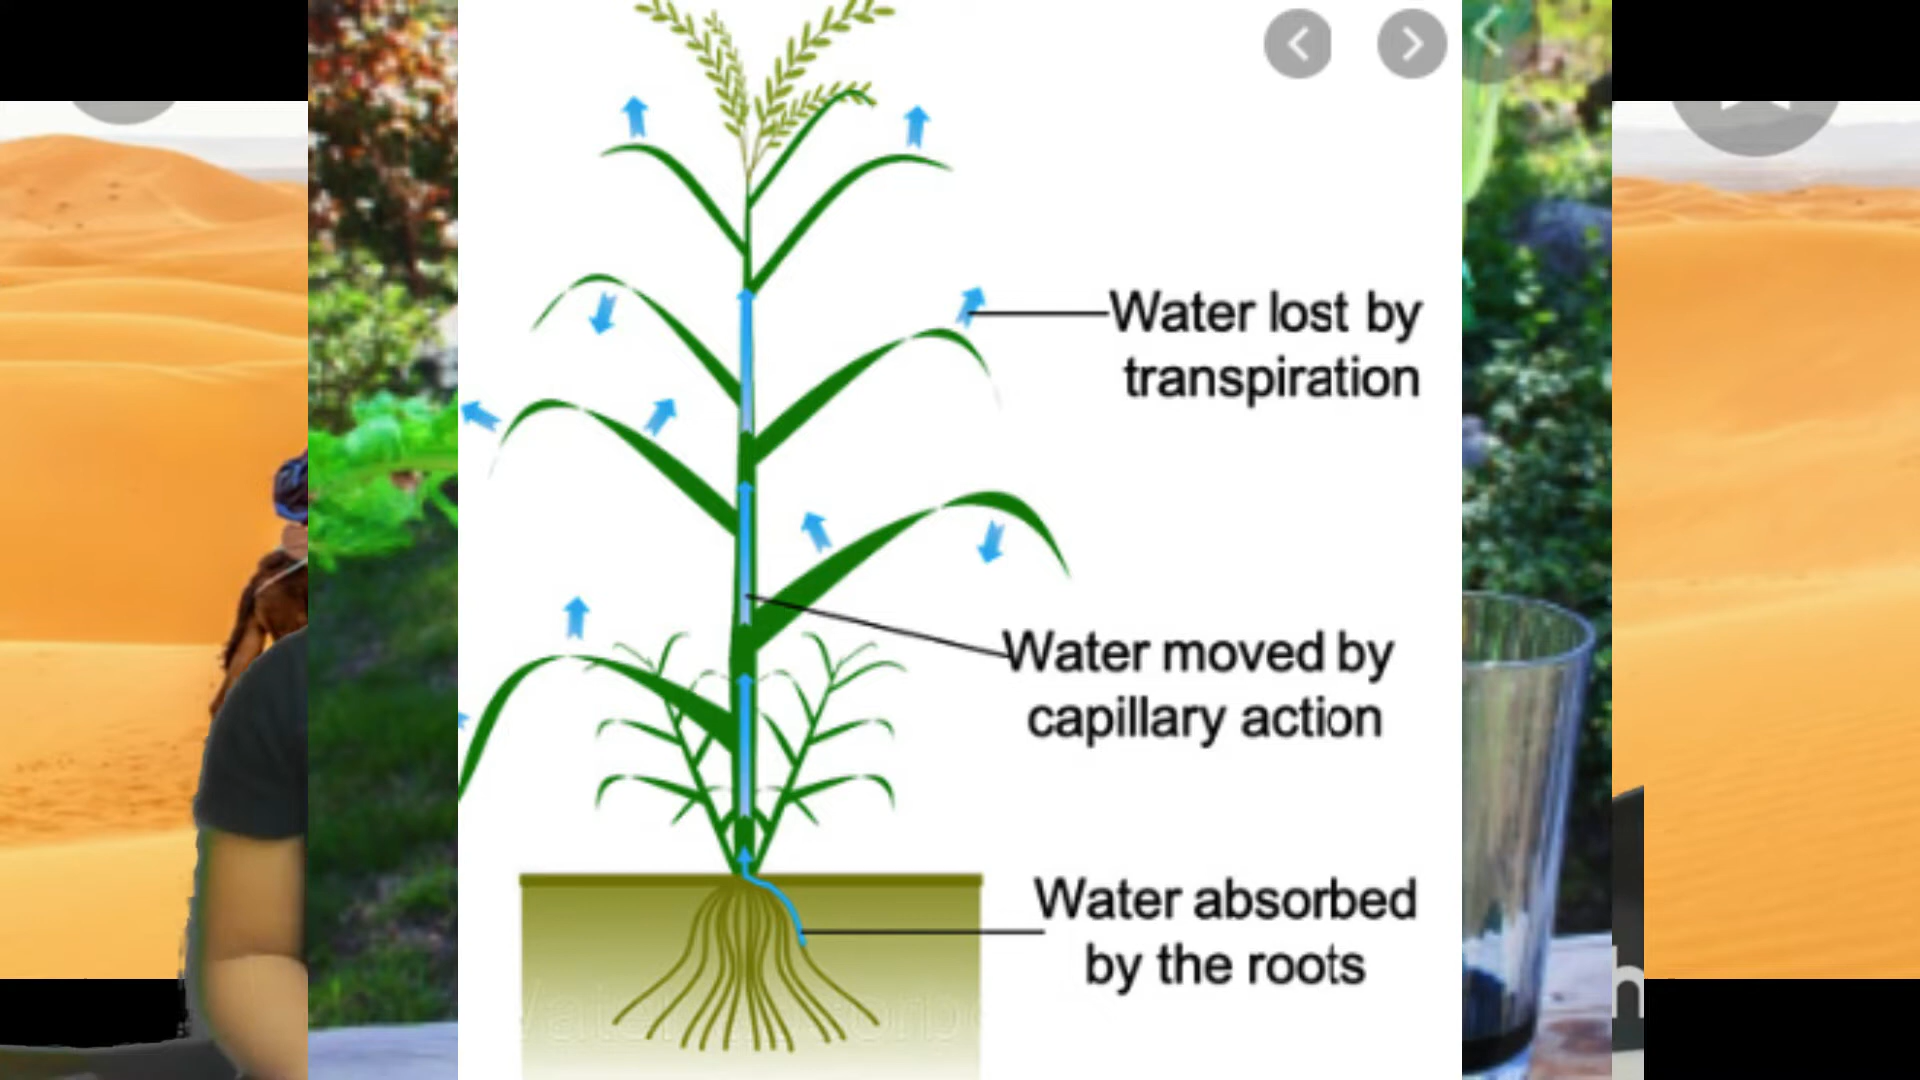 Water lost by
transpiration
Water moved by
capillary action
Water absorbed
by the roots